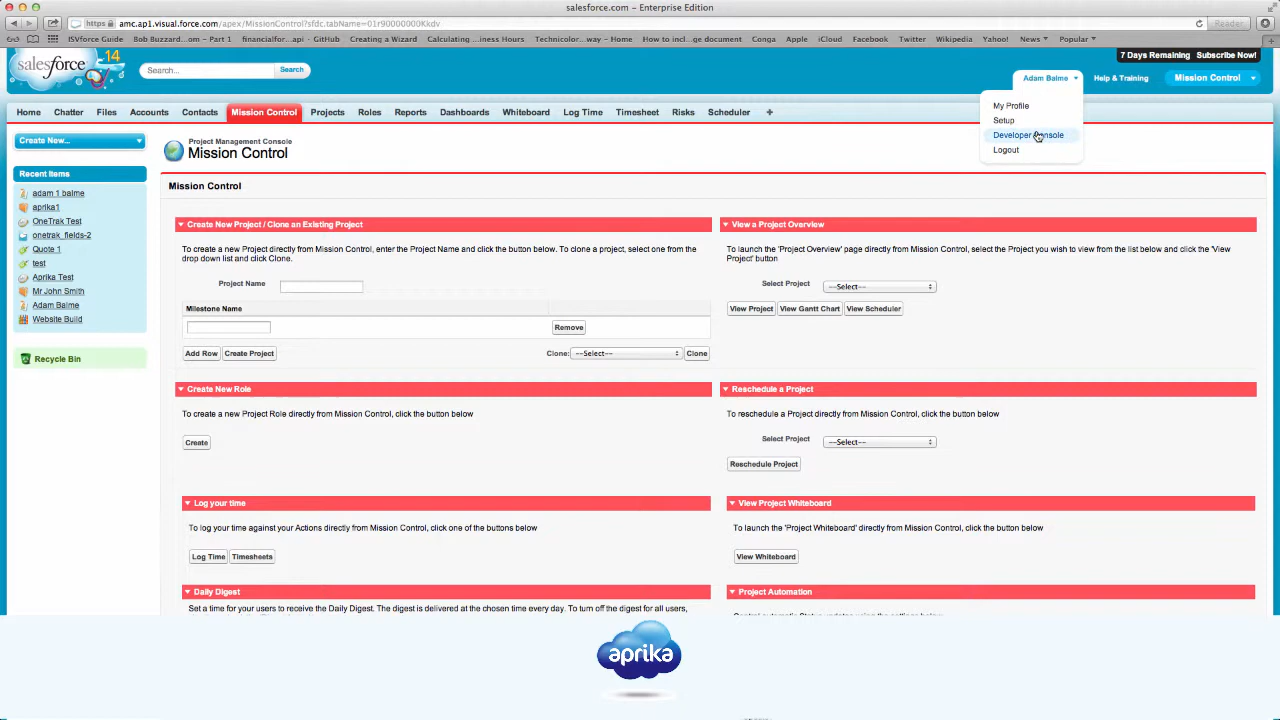 salesforce.com – Enterprise Edition
https amc.ap1.visual.force.com/apex/MissionControl?sfdc.tabName=01r90000000Kkdv
Reader
ISVforce Guide Bob Buzzard...om – Part 1 financialfor...api · GitHub Creating a Wizard Calculating ...iness Hours Technicolor...way – Home How to incl...ge document Conga Apple iCloud Facebook Twitter Wikipedia Yahoo! News Popular
salesforce 14
Search...
Search
7 Days Remaining Subscribe Now!
Adam Balme
Help & Training
Mission Control
My Profile
Setup
Developer Console
Logout
Home Chatter Files Accounts Contacts Mission Control Projects Roles Reports Dashboards Whiteboard Log Time Timesheet Risks Scheduler +
Create New...
Recent Items
adam 1 balme
aprika1
OneTrak Test
onetrak_fields-2
Quote 1
test
Aprika Test
Mr John Smith
Adam Balme
Website Build
Recycle Bin
Project Management Console
Mission Control
Mission Control
Create New Project / Clone an Existing Project
To create a new Project directly from Mission Control, enter the Project Name and click the button below. To clone a project, select one from the
drop down list and click Clone.
Project Name
Milestone Name
Remove
Add Row Create Project
Clone: --Select-- Clone
View a Project Overview
To launch the 'Project Overview' page directly from Mission Control, select the Project you wish to view from the list below and click the 'View
Project' button
Select Project --Select--
View Project View Gantt Chart View Scheduler
Create New Role
To create a new Project Role directly from Mission Control, click the button below
Create
Reschedule a Project
To reschedule a Project directly from Mission Control, click the button below
Select Project --Select--
Reschedule Project
Log your time
To log your time against your Actions directly from Mission Control, click one of the buttons below
Log Time Timesheets
View Project Whiteboard
To launch the 'Project Whiteboard' directly from Mission Control, click the button below
View Whiteboard
Daily Digest
Set a time for your users to receive the Daily Digest. The digest is delivered at the chosen time every day. To turn off the digest for all users,
Project Automation
aprika